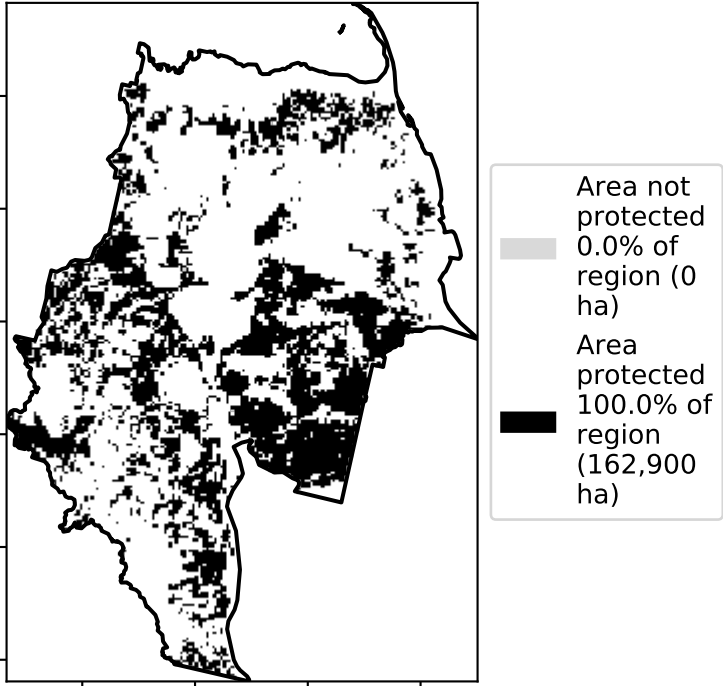 Area not
protected
0.0% of
region (0
ha)
Area
protected
100.0% of
region
(162,900
ha)